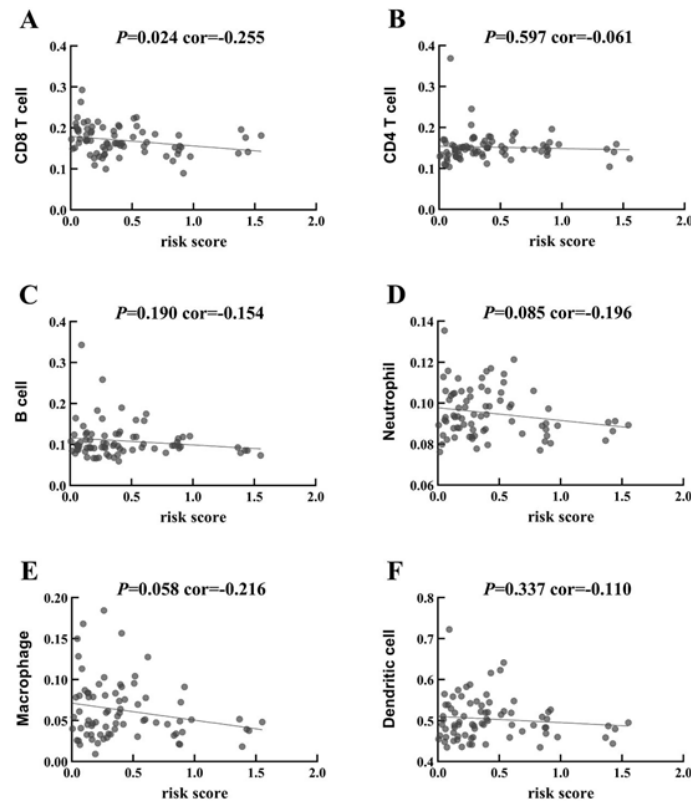 A
P=0.024 cor=-0.255
CD8 T cell
0.4
0.3
0.2
0.1
0.0
0.0 0.5 1.0 1.5 2.0
risk score
B
P=0.597 cor=-0.061
CD4 T cell
0.4
0.3
0.2
0.1
0.0
0.0 0.5 1.0 1.5 2.0
risk score
C
P=0.190 cor=-0.154
B cell
0.4
0.3
0.2
0.1
0.0
0.0 0.5 1.0 1.5 2.0
risk score
D
P=0.085 cor=-0.196
Neutrophil
0.14
0.12
0.10
0.08
0.06
0.0 0.5 1.0 1.5 2.0
risk score
E
P=0.058 cor=-0.216
Macrophage
0.20
0.15
0.10
0.05
0.00
0.0 0.5 1.0 1.5 2.0
risk score
F
P=0.337 cor=-0.110
Dendritic cell
0.8
0.7
0.6
0.5
0.4
0.0 0.5 1.0 1.5 2.0
risk score